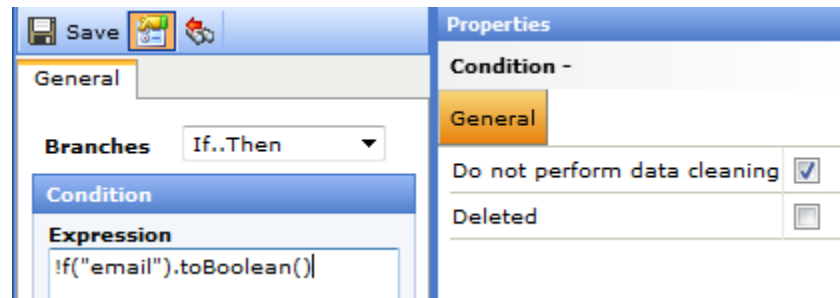 Save
General
Branches If..Then
Condition
Expression
!f("email").toBoolean()
Properties
Condition -
General
Do not perform data cleaning
Deleted